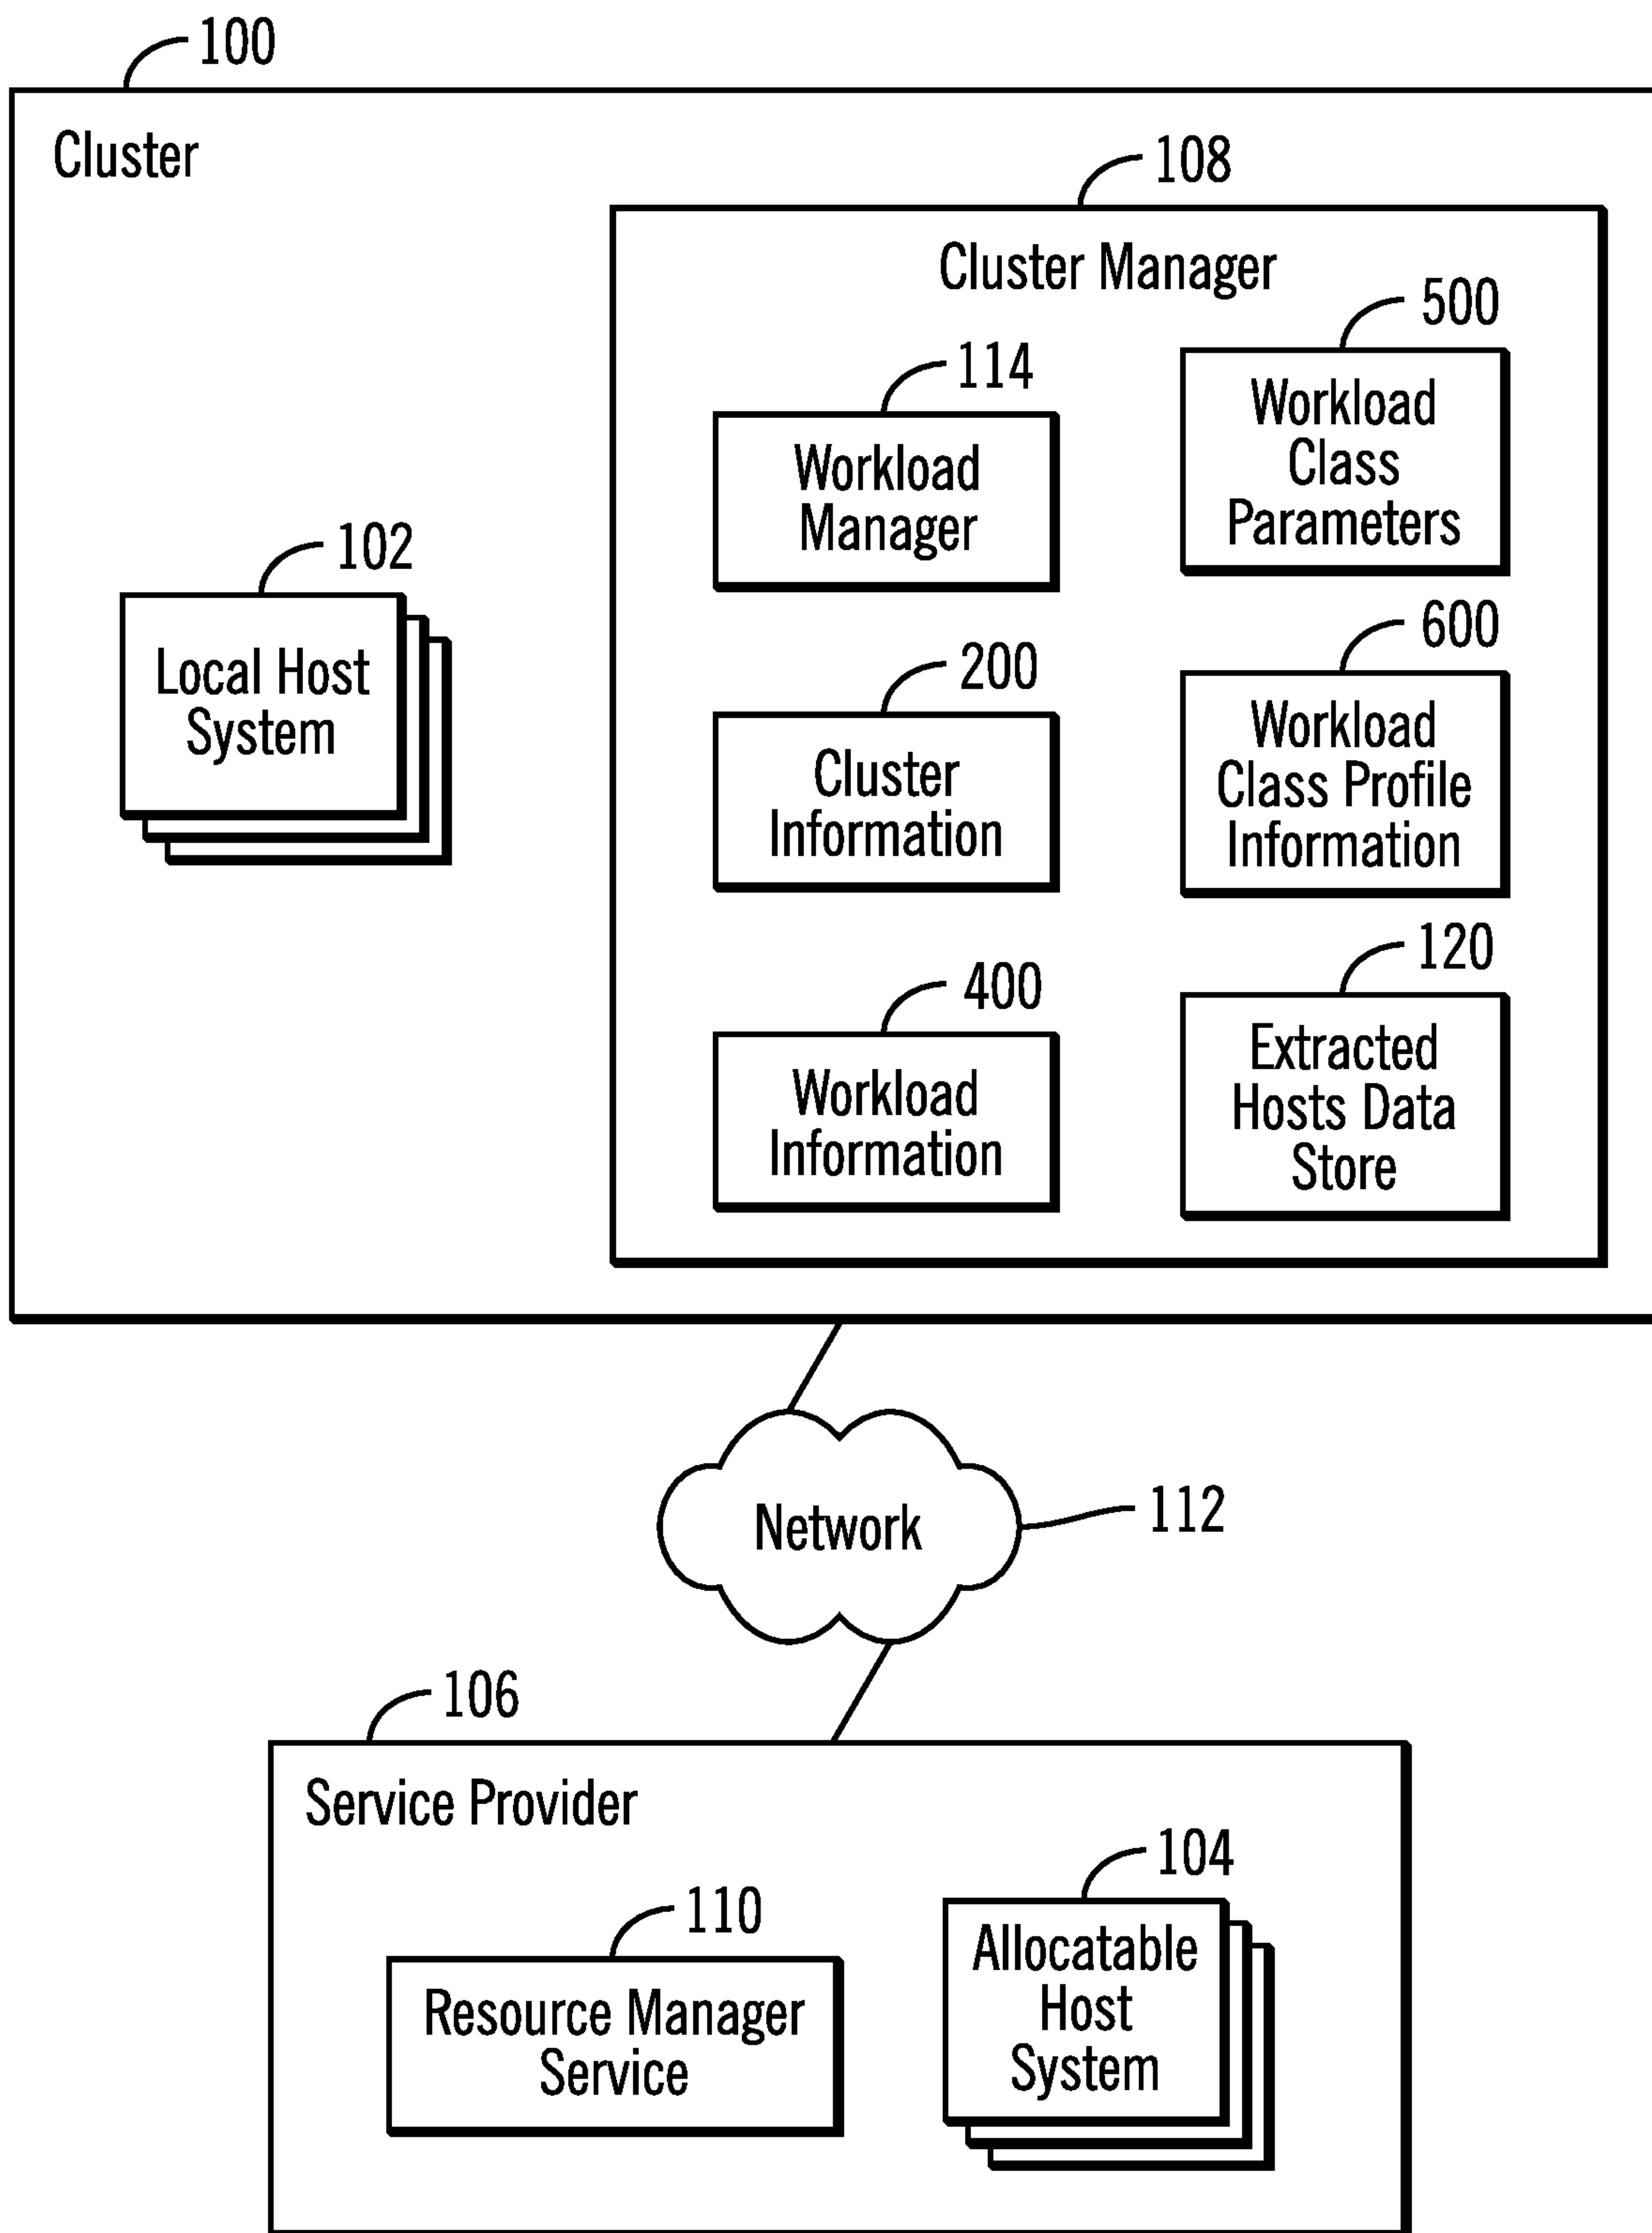 100
Cluster
108
Cluster Manager
500
114
Workload
Class
Parameters
Workload
Manager
102
Local Host
System
600
200
Workload
Class Profile
Information
Cluster
Information
120
400
Extracted
Hosts Data
Store
Workload
Information
Network
112
106
Service Provider
104
110
Allocatable
Host
System
Resource Manager
Service